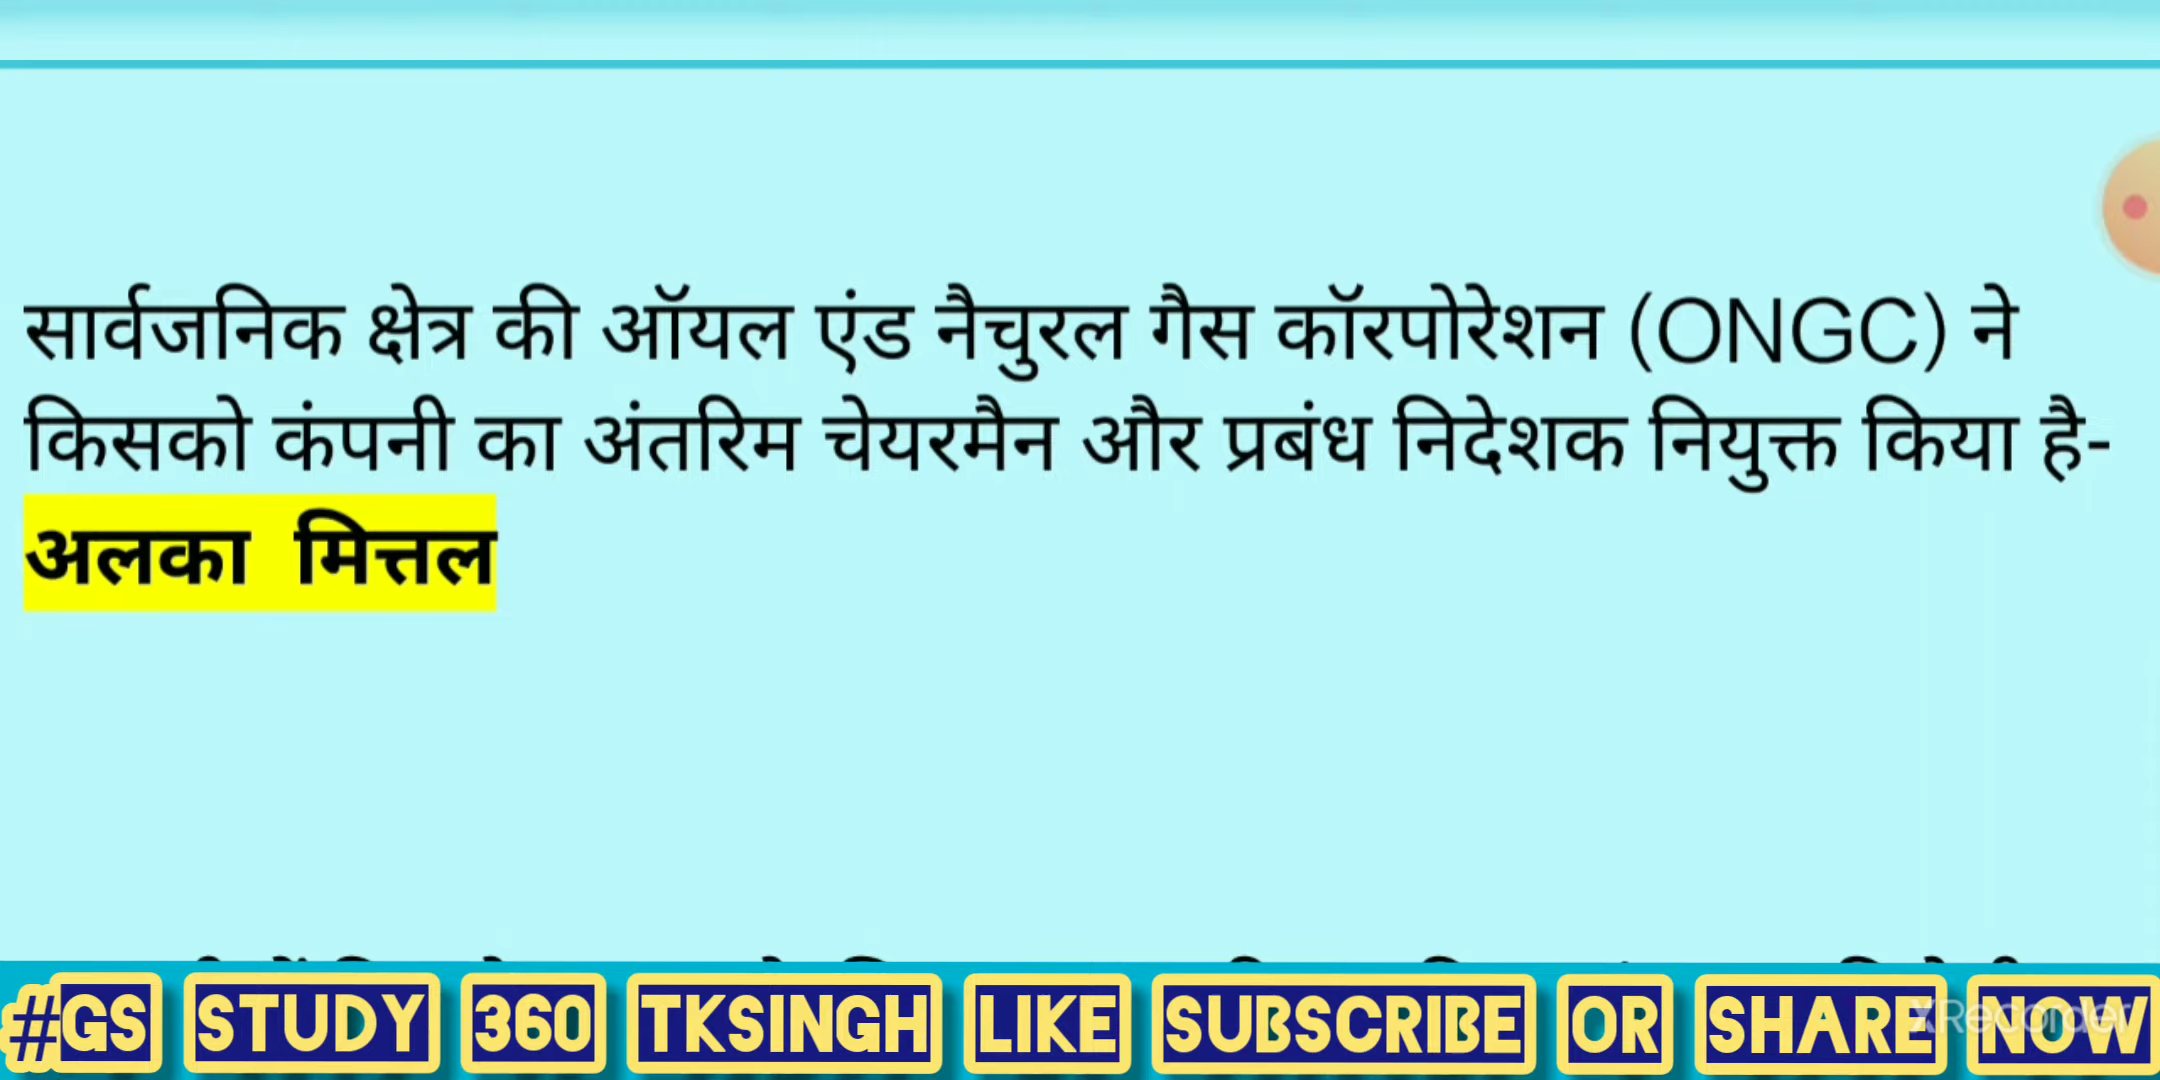 सार्वजनिक क्षेत्र की ऑयल एंड नैचुरल गैस कॉरपोरेशन (ONGC) ने
किसको कंपनी का अंतरिम चेयरमैन और प्रबंध निदेशक नियुक्त किया है-
अलका मित्तल
#GS STUDY 360 TKSINGH LIKE SUBSCRIBE OR SHARE NOW
XRecorder